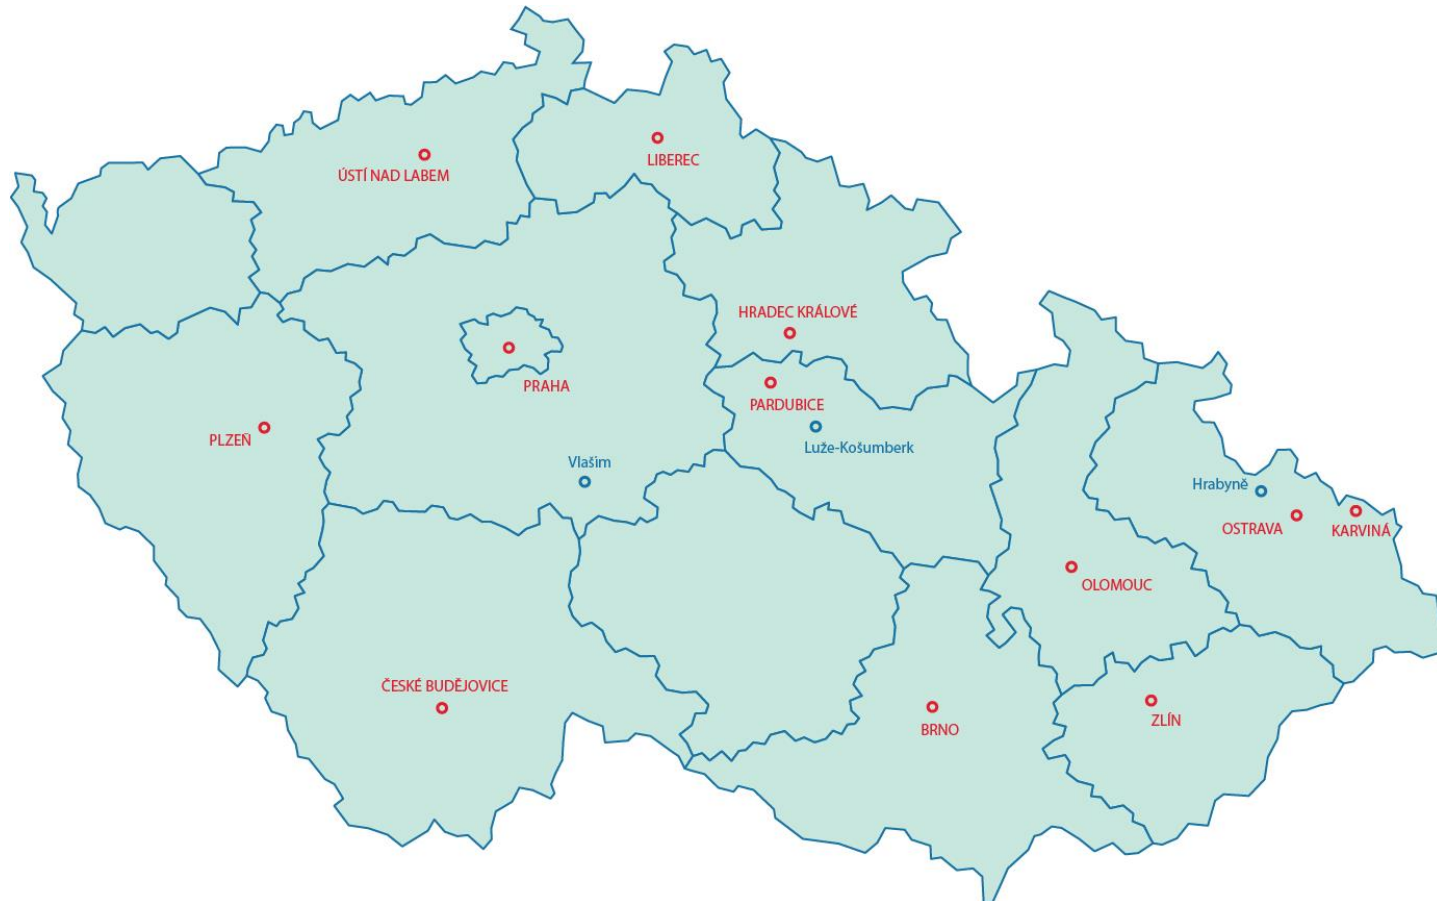 LIBEREC
ÚSTÍ NAD LABEM
HRADEC KRÁLOVÉ
PRAHA
PARDUBICE
PLZEŇ
Luže-Košumberk
Vlašim
Hrabyně
OSTRAVA
KARVINÁ
OLOMOUC
ČESKÉ BUDĚJOVICE
ZLÍN
BRNO